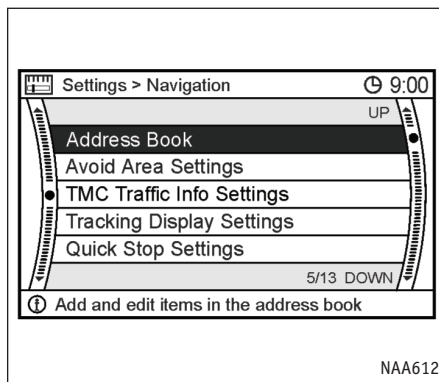 Settings > Navigation 9:00
UP
Address Book
Avoid Area Settings
TMC Traffic Info Settings
Tracking Display Settings
Quick Stop Settings
5/13 DOWN
Add and edit items in the address book
NAA612